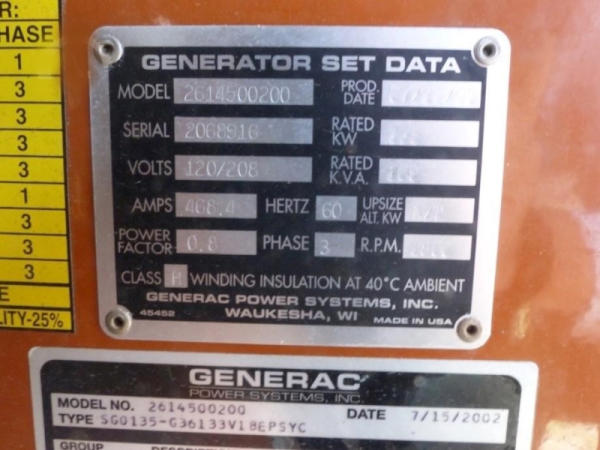 R:
PHASE
1
3
3
3
3
1
3
3
3
E
LITY-25%
GENERATOR SET DATA
MODEL 2614500200 PROD. DATE
SERIAL 2068916 RATED KW
VOLTS 120/208 RATED K.V.A.
AMPS 468.4 HERTZ 60 UPSIZE ALT. KW
POWER FACTOR 0.8 PHASE 3 R.P.M.
CLASS H WINDING INSULATION AT 40°C AMBIENT
GENERAC POWER SYSTEMS, INC.
45452 WAUKESHA, WI MADE IN USA
GENERAC
POWER SYSTEMS, INC.
MODEL NO. 2614500200 DATE 7/15/2002
TYPE SG0135-G36133V18EPSYC
GROUP